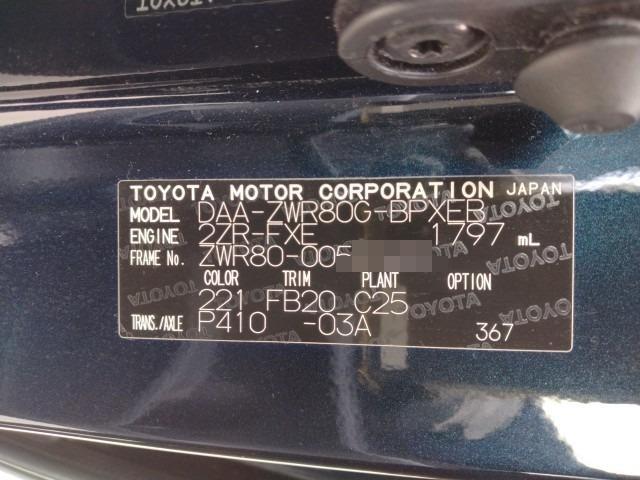 TOYOTA MOTOR CORPORATION JAPAN
MODEL DAA-ZWR80G-BPXEB
ENGINE 2ZR-FXE 1797 mL
FRAME No. ZWR80-00
COLOR TRIM PLANT OPTION
221 FB20 C25
TRANS./AXLE P410 -03A 367